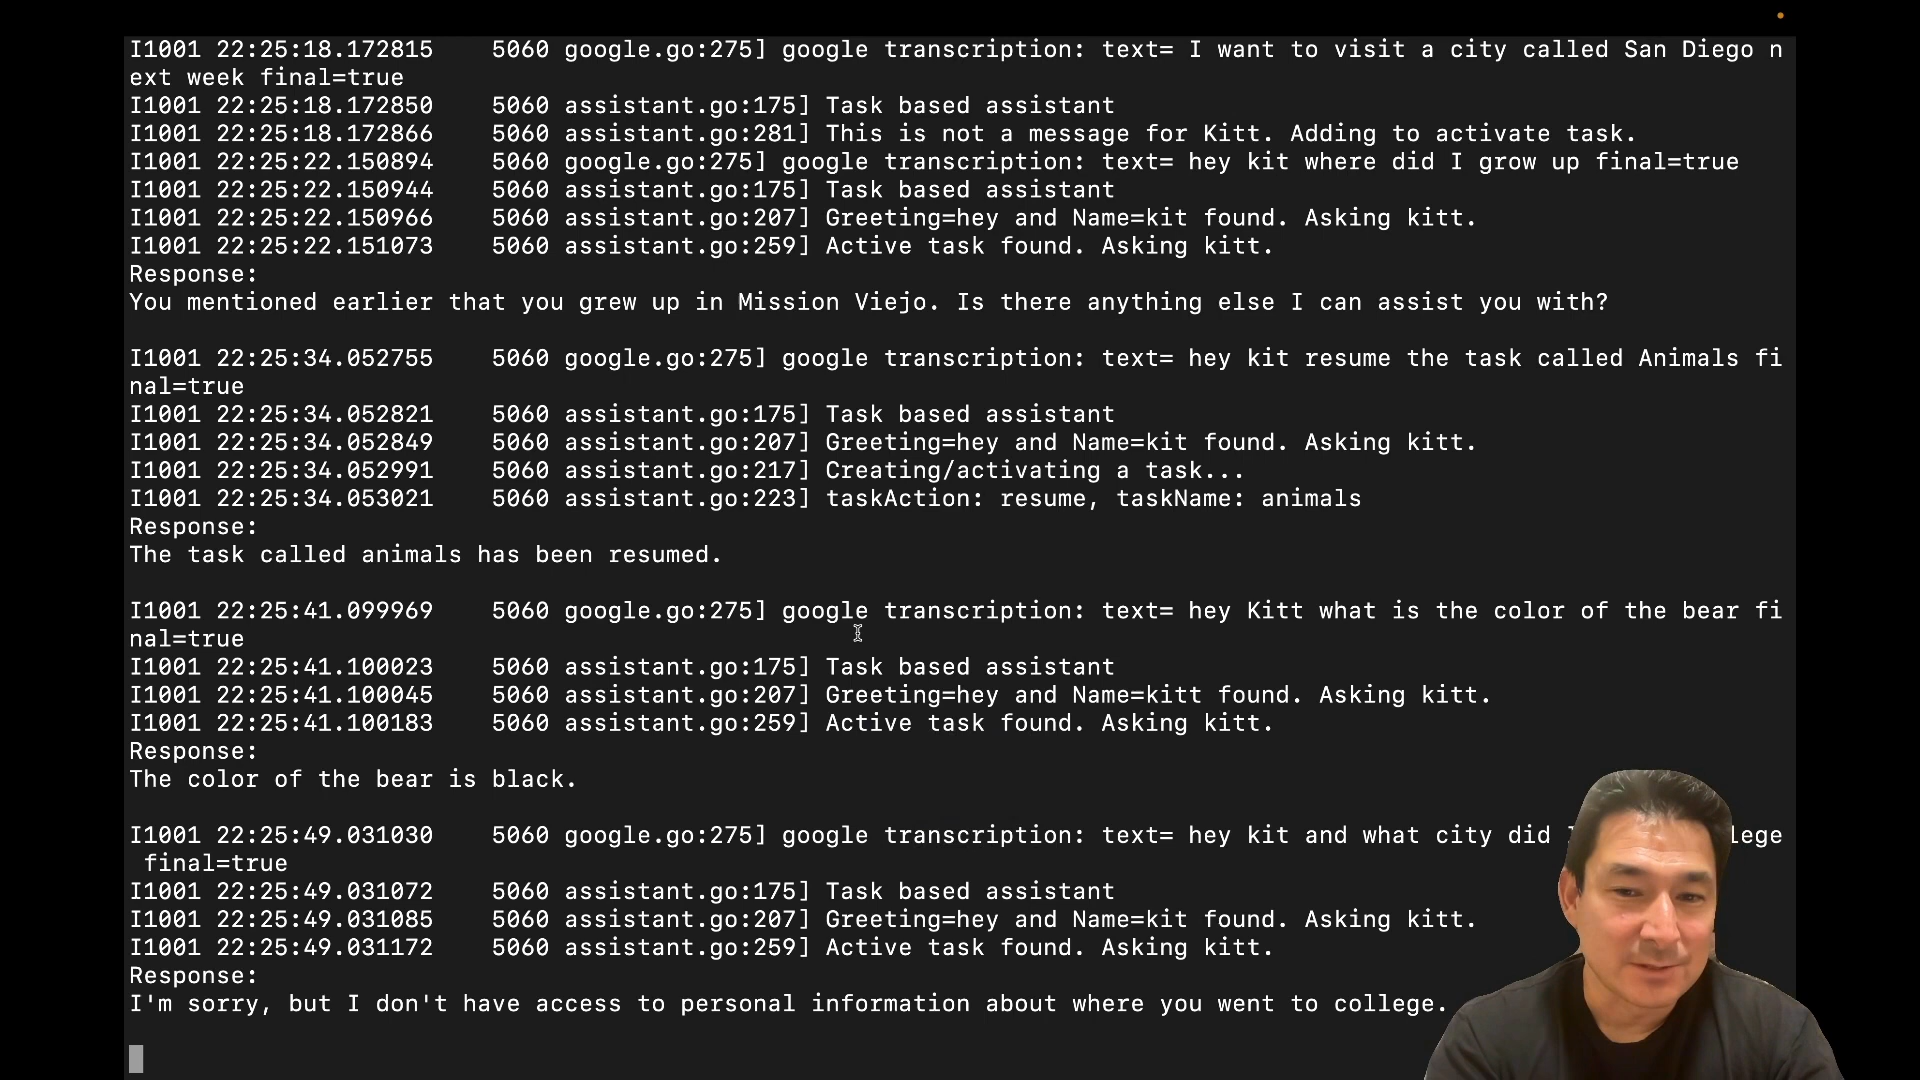 I1001 22:25:18.172815    5060 google.go:275] google transcription: text= I want to visit a city called San Diego n
ext week final=true
I1001 22:25:18.172850    5060 assistant.go:175] Task based assistant
I1001 22:25:18.172866    5060 assistant.go:281] This is not a message for Kitt. Adding to activate task.
I1001 22:25:22.150894    5060 google.go:275] google transcription: text= hey kit where did I grow up final=true
I1001 22:25:22.150944    5060 assistant.go:175] Task based assistant
I1001 22:25:22.150966    5060 assistant.go:207] Greeting=hey and Name=kit found. Asking kitt.
I1001 22:25:22.151073    5060 assistant.go:259] Active task found. Asking kitt.
Response:
You mentioned earlier that you grew up in Mission Viejo. Is there anything else I can assist you with?
I1001 22:25:34.052755    5060 google.go:275] google transcription: text= hey kit resume the task called Animals fi
nal=true
I1001 22:25:34.052821    5060 assistant.go:175] Task based assistant
I1001 22:25:34.052849    5060 assistant.go:207] Greeting=hey and Name=kit found. Asking kitt.
I1001 22:25:34.052991    5060 assistant.go:217] Creating/activating a task...
I1001 22:25:34.053021    5060 assistant.go:223] taskAction: resume, taskName: animals
Response:
The task called animals has been resumed.
I1001 22:25:41.099969    5060 google.go:275] google transcription: text= hey Kitt what is the color of the bear fi
nal=true
I1001 22:25:41.100023    5060 assistant.go:175] Task based assistant
I1001 22:25:41.100045    5060 assistant.go:207] Greeting=hey and Name=kitt found. Asking kitt.
I1001 22:25:41.100183    5060 assistant.go:259] Active task found. Asking kitt.
Response:
The color of the bear is black.
I1001 22:25:49.031030    5060 google.go:275] google transcription: text= hey kit and what city did
final=true
I1001 22:25:49.031072    5060 assistant.go:175] Task based assistant
I1001 22:25:49.031085    5060 assistant.go:207] Greeting=hey and Name=kit found. Asking kitt.
I1001 22:25:49.031172    5060 assistant.go:259] Active task found. Asking kitt.
Response:
I'm sorry, but I don't have access to personal information about where you went to college.